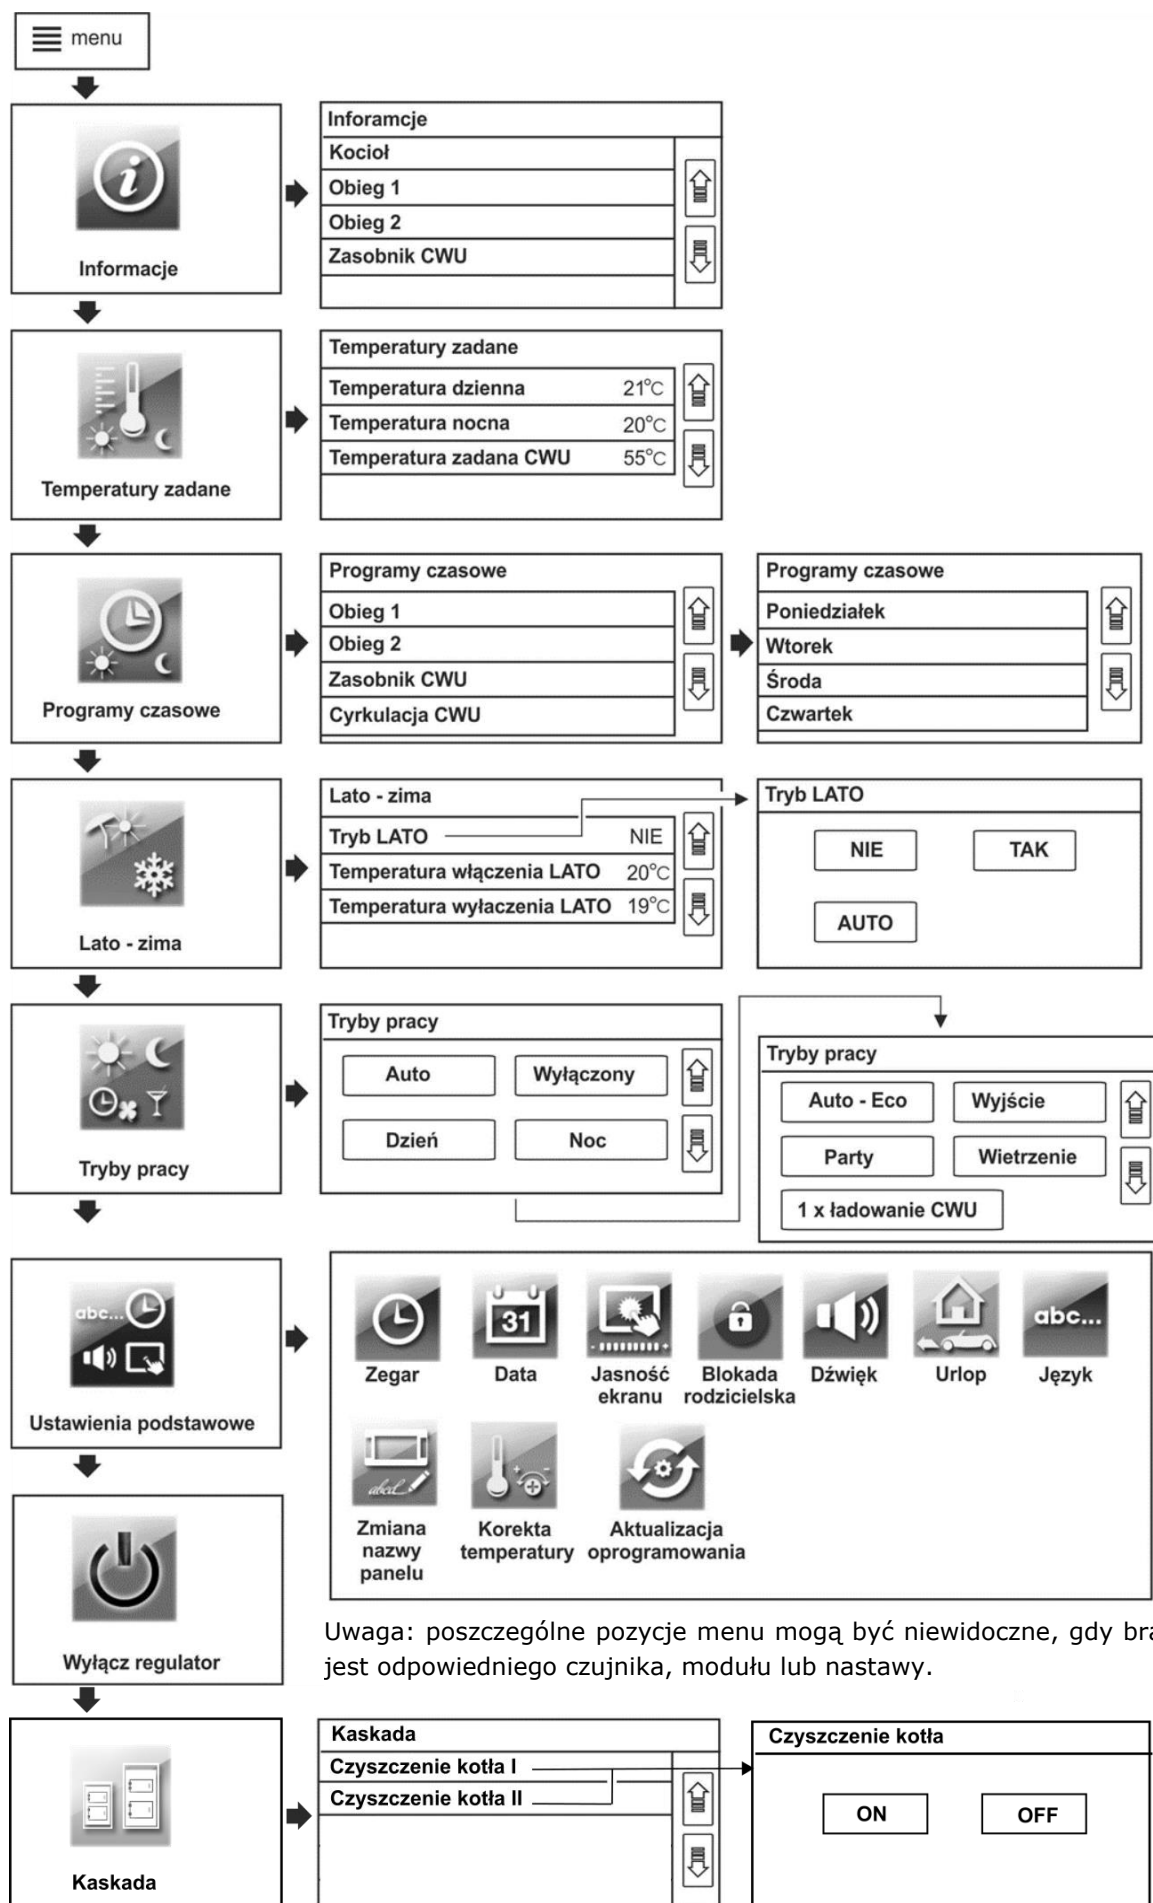 menu
Informacje
Inforamcje
Kocioł
Obieg 1
Obieg 2
Zasobnik CWU
Temperatury zadane
Temperatury zadane
Temperatura dzienna 21°C
Temperatura nocna 20°C
Temperatura zadana CWU 55°C
Programy czasowe
Programy czasowe
Obieg 1
Obieg 2
Zasobnik CWU
Cyrkulacja CWU
Programy czasowe
Poniedziałek
Wtorek
Środa
Czwartek
Lato - zima
Lato - zima
Tryb LATO NIE
Temperatura włączenia LATO 20°C
Temperatura wyłaczenia LATO 19°C
Tryb LATO
NIE TAK
AUTO
Tryby pracy
Tryby pracy
Auto Wyłączony
Dzień Noc
Tryby pracy
Auto - Eco Wyjście
Party Wietrzenie
1 x ładowanie CWU
abc...
Ustawienia podstawowe
31
abc...
Zegar Data Jasność ekranu Blokada rodzicielska Dźwięk Urlop Język
abcd
Zmiana nazwy panelu Korekta temperatury Aktualizacja oprogramowania
Wyłącz regulator
Uwaga: poszczególne pozycje menu mogą być niewidoczne, gdy bra
jest odpowiedniego czujnika, modułu lub nastawy.
Kaskada
Kaskada
Czyszczenie kotła I
Czyszczenie kotła II
Czyszczenie kotła
ON OFF